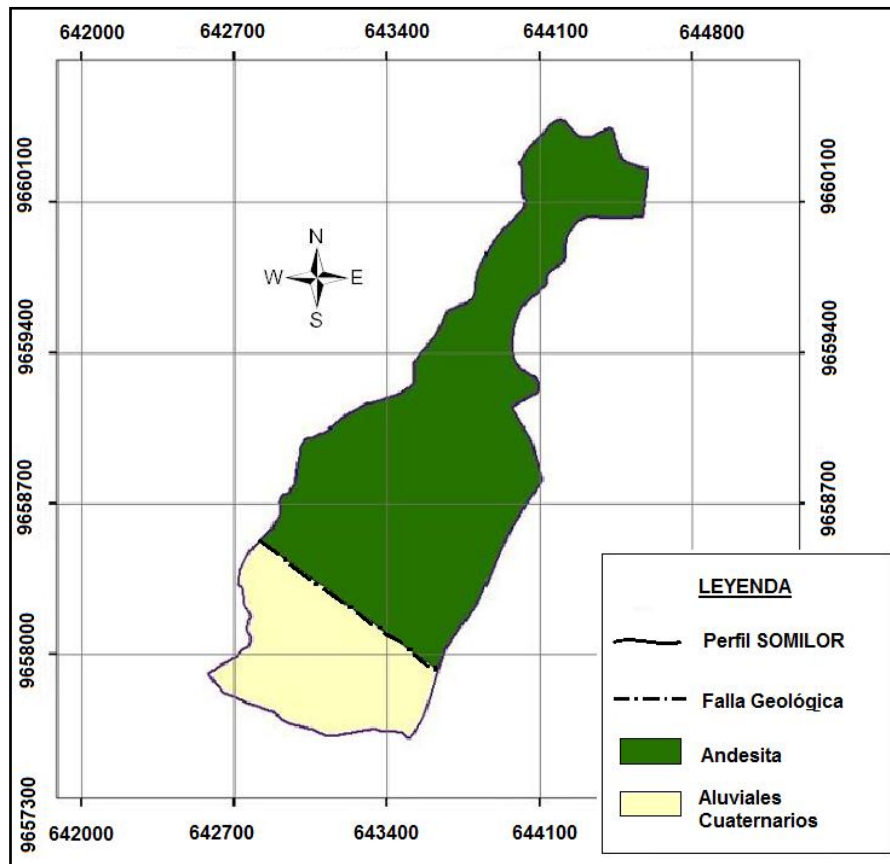 642000 642700 643400 644100 644800
9660100 9660100
N
W E
S
9659400 9659400
9658700 9658700
LEYENDA
9658000
Perfil SOMILOR
Falla Geológica
Andesita
Aluviales
Cuaternarios
9657300
642000 642700 643400 644100